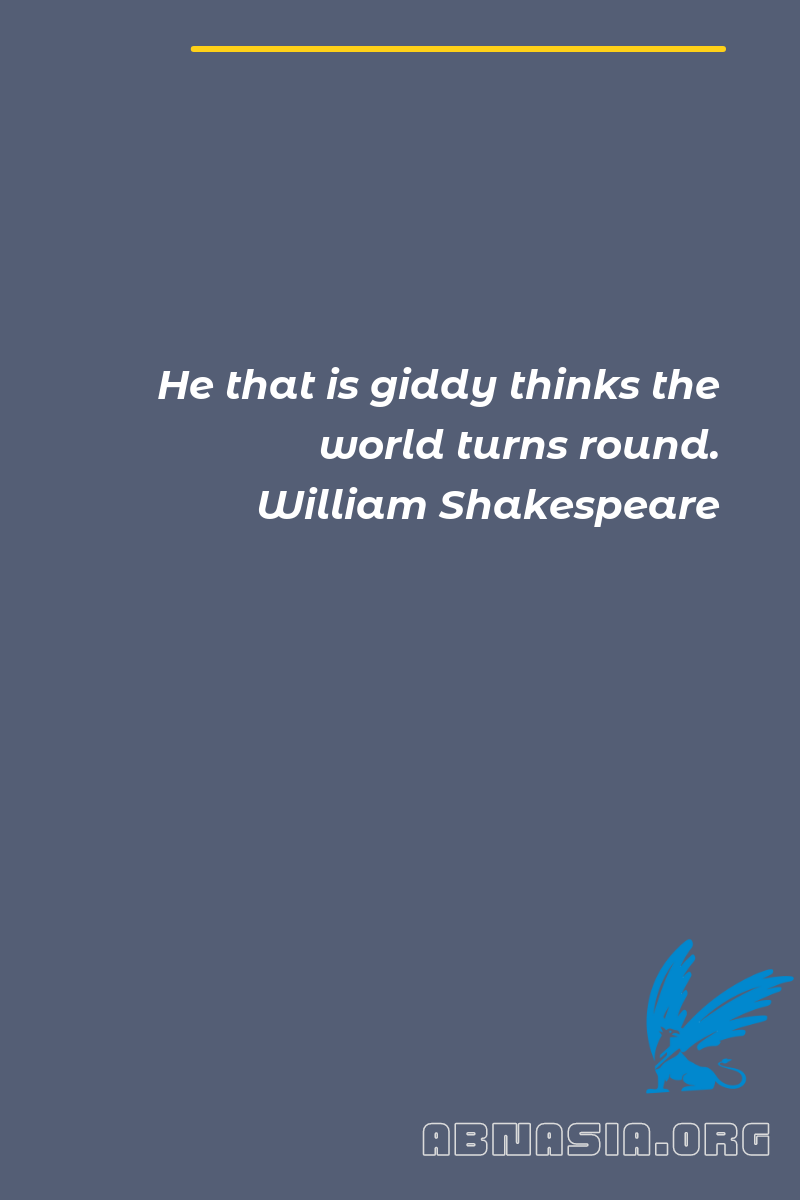 He that is giddy thinks the
world turns round.
William Shakespeare
ABNASIA.ORG